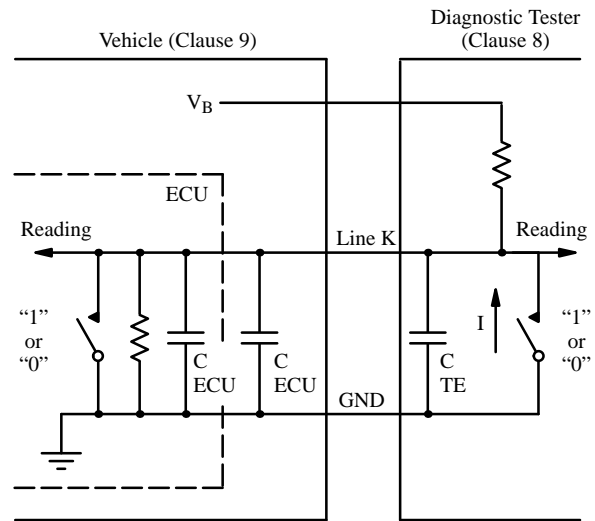 Diagnostic Tester
(Clause 8)
Vehicle (Clause 9)
VB
ECU
Reading
Line K
Reading
“1”
or
“0”
C
ECU
C
ECU
C
TE
I
“1”
or
“0”
GND